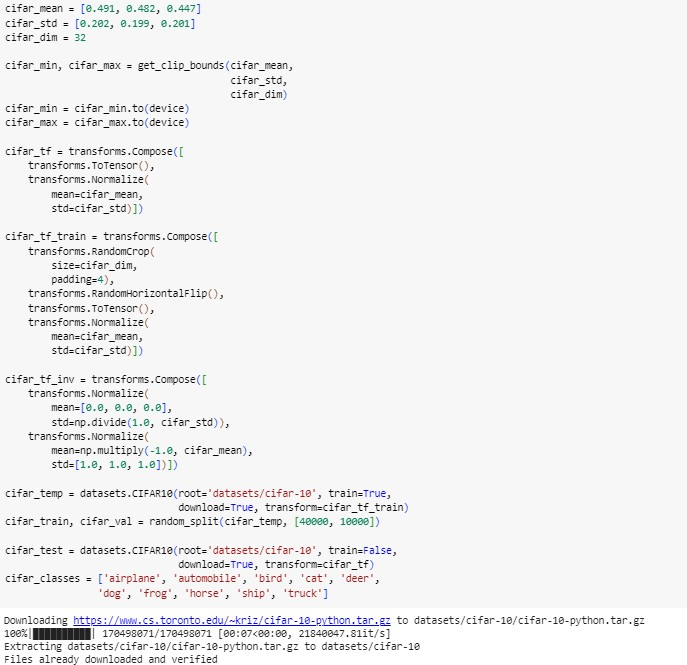 cifar_mean = [0.491, 0.482, 0.447]
cifar_std = [0.202, 0.199, 0.201]
cifar_dim = 32
cifar_min, cifar_max = get_clip_bounds(cifar_mean,
cifar_std,
cifar_dim)
cifar_min = cifar_min.to(device)
cifar_max = cifar_max.to(device)
cifar_tf = transforms.Compose([
transforms.ToTensor(),
transforms.Normalize(
mean=cifar_mean,
std=cifar_std)])
cifar_tf_train = transforms.Compose([
transforms.RandomCrop(
size=cifar_dim,
padding=4),
transforms.RandomHorizontalFlip(),
transforms.ToTensor(),
transforms.Normalize(
mean=cifar_mean,
std=cifar_std)])
cifar_tf_inv = transforms.Compose([
transforms.Normalize(
mean=[0.0, 0.0, 0.0],
std=np.divide(1.0, cifar_std)),
transforms.Normalize(
mean=np.multiply(-1.0, cifar_mean),
std=[1.0, 1.0, 1.0])])
cifar_temp = datasets.CIFAR10(root='datasets/cifar-10', train=True,
download=True, transform=cifar_tf_train)
cifar_train, cifar_val = random_split(cifar_temp, [40000, 10000])
cifar_test = datasets.CIFAR10(root='datasets/cifar-10', train=False,
download=True, transform=cifar_tf)
cifar_classes = ['airplane', 'automobile', 'bird', 'cat', 'deer',
'dog', 'frog', 'horse', 'ship', 'truck']
Downloading https://www.cs.toronto.edu/~kriz/cifar-10-python.tar.gz to datasets/cifar-10/cifar-10-python.tar.gz
100%|██████████| 170498071/170498071 [00:07<00:00, 21840047.81it/s]
Extracting datasets/cifar-10/cifar-10-python.tar.gz to datasets/cifar-10
Files already downloaded and verified